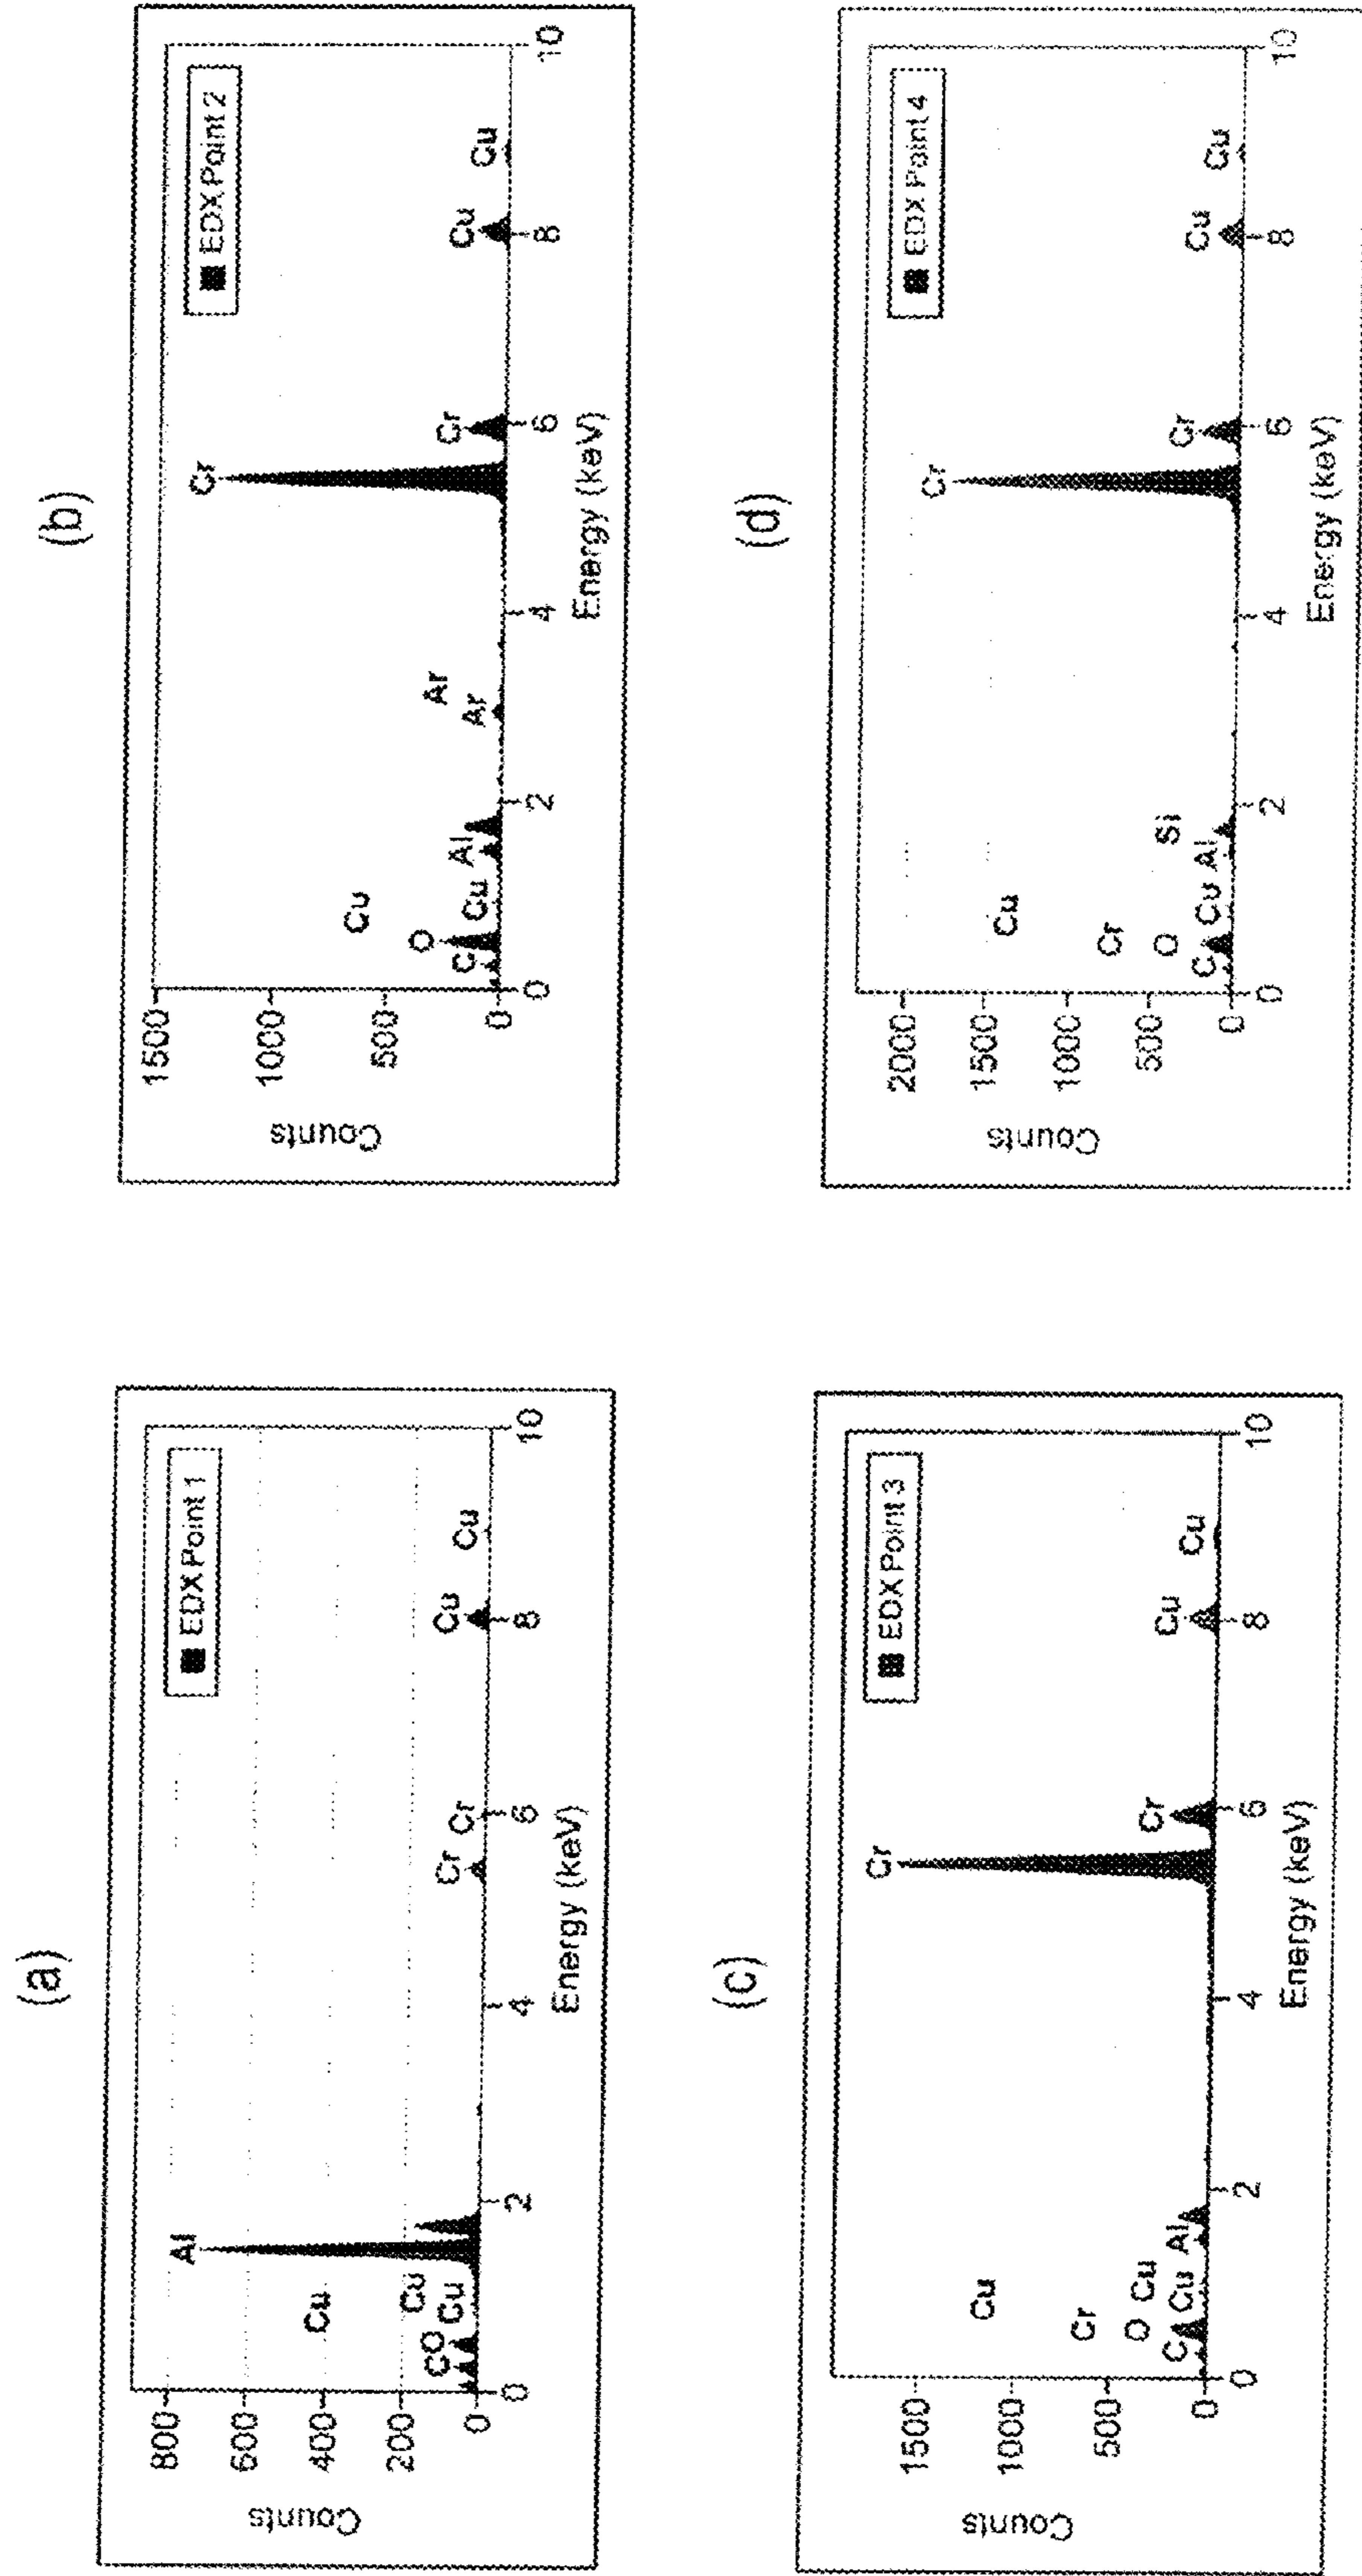 (a)
EDX Point 1
Counts
800
600
400
200
0
Al
Cu
Cu
Cu
C
O
Cr
Cr
Cu
Cu
0
2
4
6
8
10
Energy (keV)
(b)
EDX Point 2
Counts
1500
1000
500
0
Cu
O
C
Cu
Al
Ar
Ar
Cr
Cr
Cu
Cu
0
2
4
6
8
10
Energy (keV)
(c)
EDX Point 3
Counts
1500
1000
500
0
Cu
Cr
O
Cu
C
Cu
Al
Cr
Cr
Cu
Cu
0
2
4
6
8
10
Energy (keV)
(d)
EDX Point 4
Counts
2000
1500
1000
500
0
Cu
Cr
O
Si
C
Cu
Al
Cr
Cr
Cu
Cu
0
2
4
6
8
10
Energy (keV)